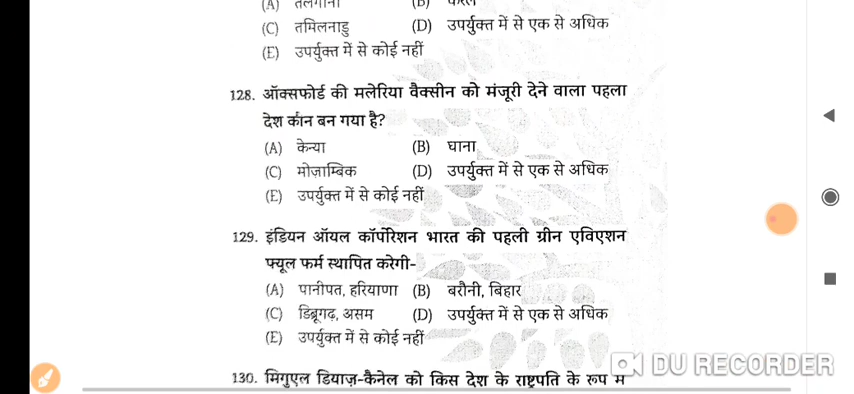 (A) तेलंगाना (B) केरल
(C) तमिलनाडु (D) उपर्युक्त में से एक से अधिक
(E) उपर्युक्त में से कोई नहीं
128. ऑक्सफोर्ड की मलेरिया वैक्सीन को मंजूरी देने वाला पहला
देश कौन बन गया है?
(A) केन्या (B) घाना
(C) मोज़ाम्बिक (D) उपर्युक्त में से एक से अधिक
(E) उपर्युक्त में से कोई नहीं
129. इंडियन ऑयल कॉर्पोरेशन भारत की पहली ग्रीन एविएशन
फ्यूल फर्म स्थापित करेगी-
(A) पानीपत, हरियाणा (B) बरौनी, बिहार
(C) डिब्रूगढ़, असम (D) उपर्युक्त में से एक से अधिक
(E) उपर्युक्त में से कोई नहीं
DU RECORDER
130. मिगुएल डियाज़-कैनेल को किस देश के राष्ट्रपति के रूप में